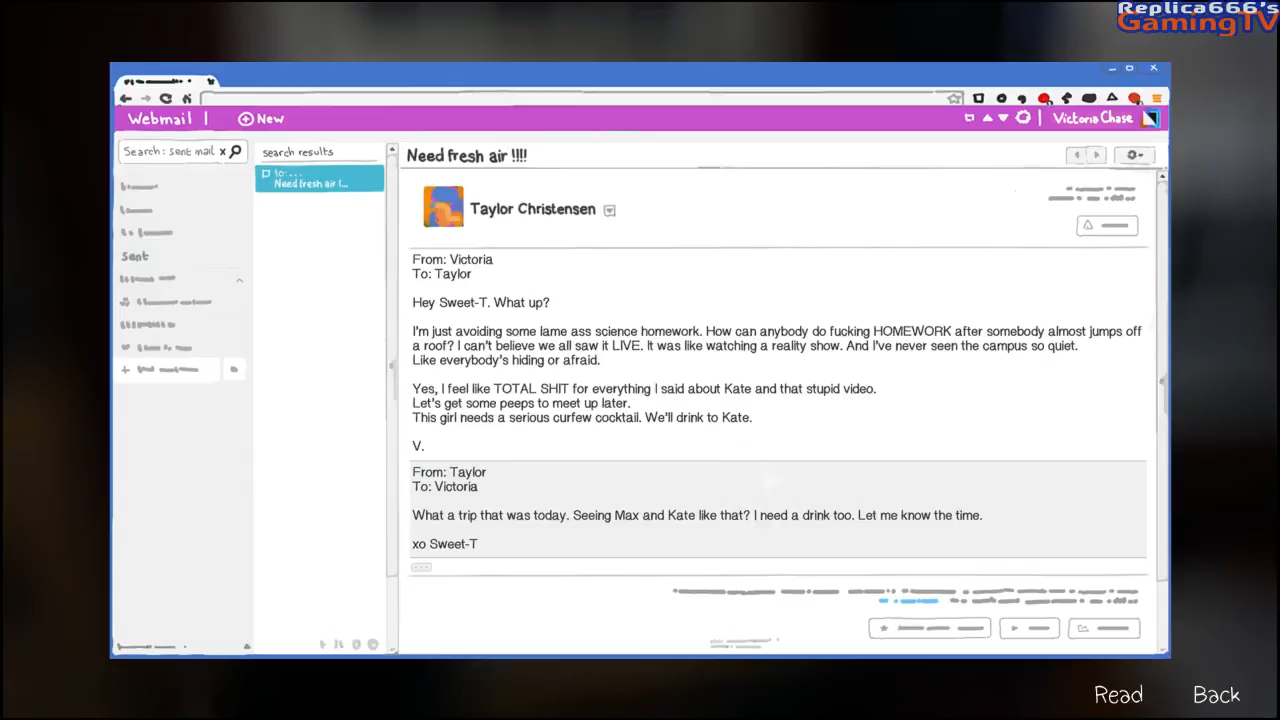 Replica666's
GamingTV
Webmail | New
Victoria Chase
Search: sent mail x
search results
Need fresh air !!!!
to: ...
Need fresh air !...
Taylor Christensen
Sent
From: Victoria
To: Taylor
Hey Sweet-T. What up?
I'm just avoiding some lame ass science homework. How can anybody do fucking HOMEWORK after somebody almost jumps off
a roof? I can't believe we all saw it LIVE. It was like watching a reality show. And I've never seen the campus so quiet.
Like everybody's hiding or afraid.
Yes, I feel like TOTAL SHIT for everything I said about Kate and that stupid video.
Let's get some peeps to meet up later.
This girl needs a serious curfew cocktail. We'll drink to Kate.
V.
From: Taylor
To: Victoria
What a trip that was today. Seeing Max and Kate like that? I need a drink too. Let me know the time.
xo Sweet-T
Read
Back